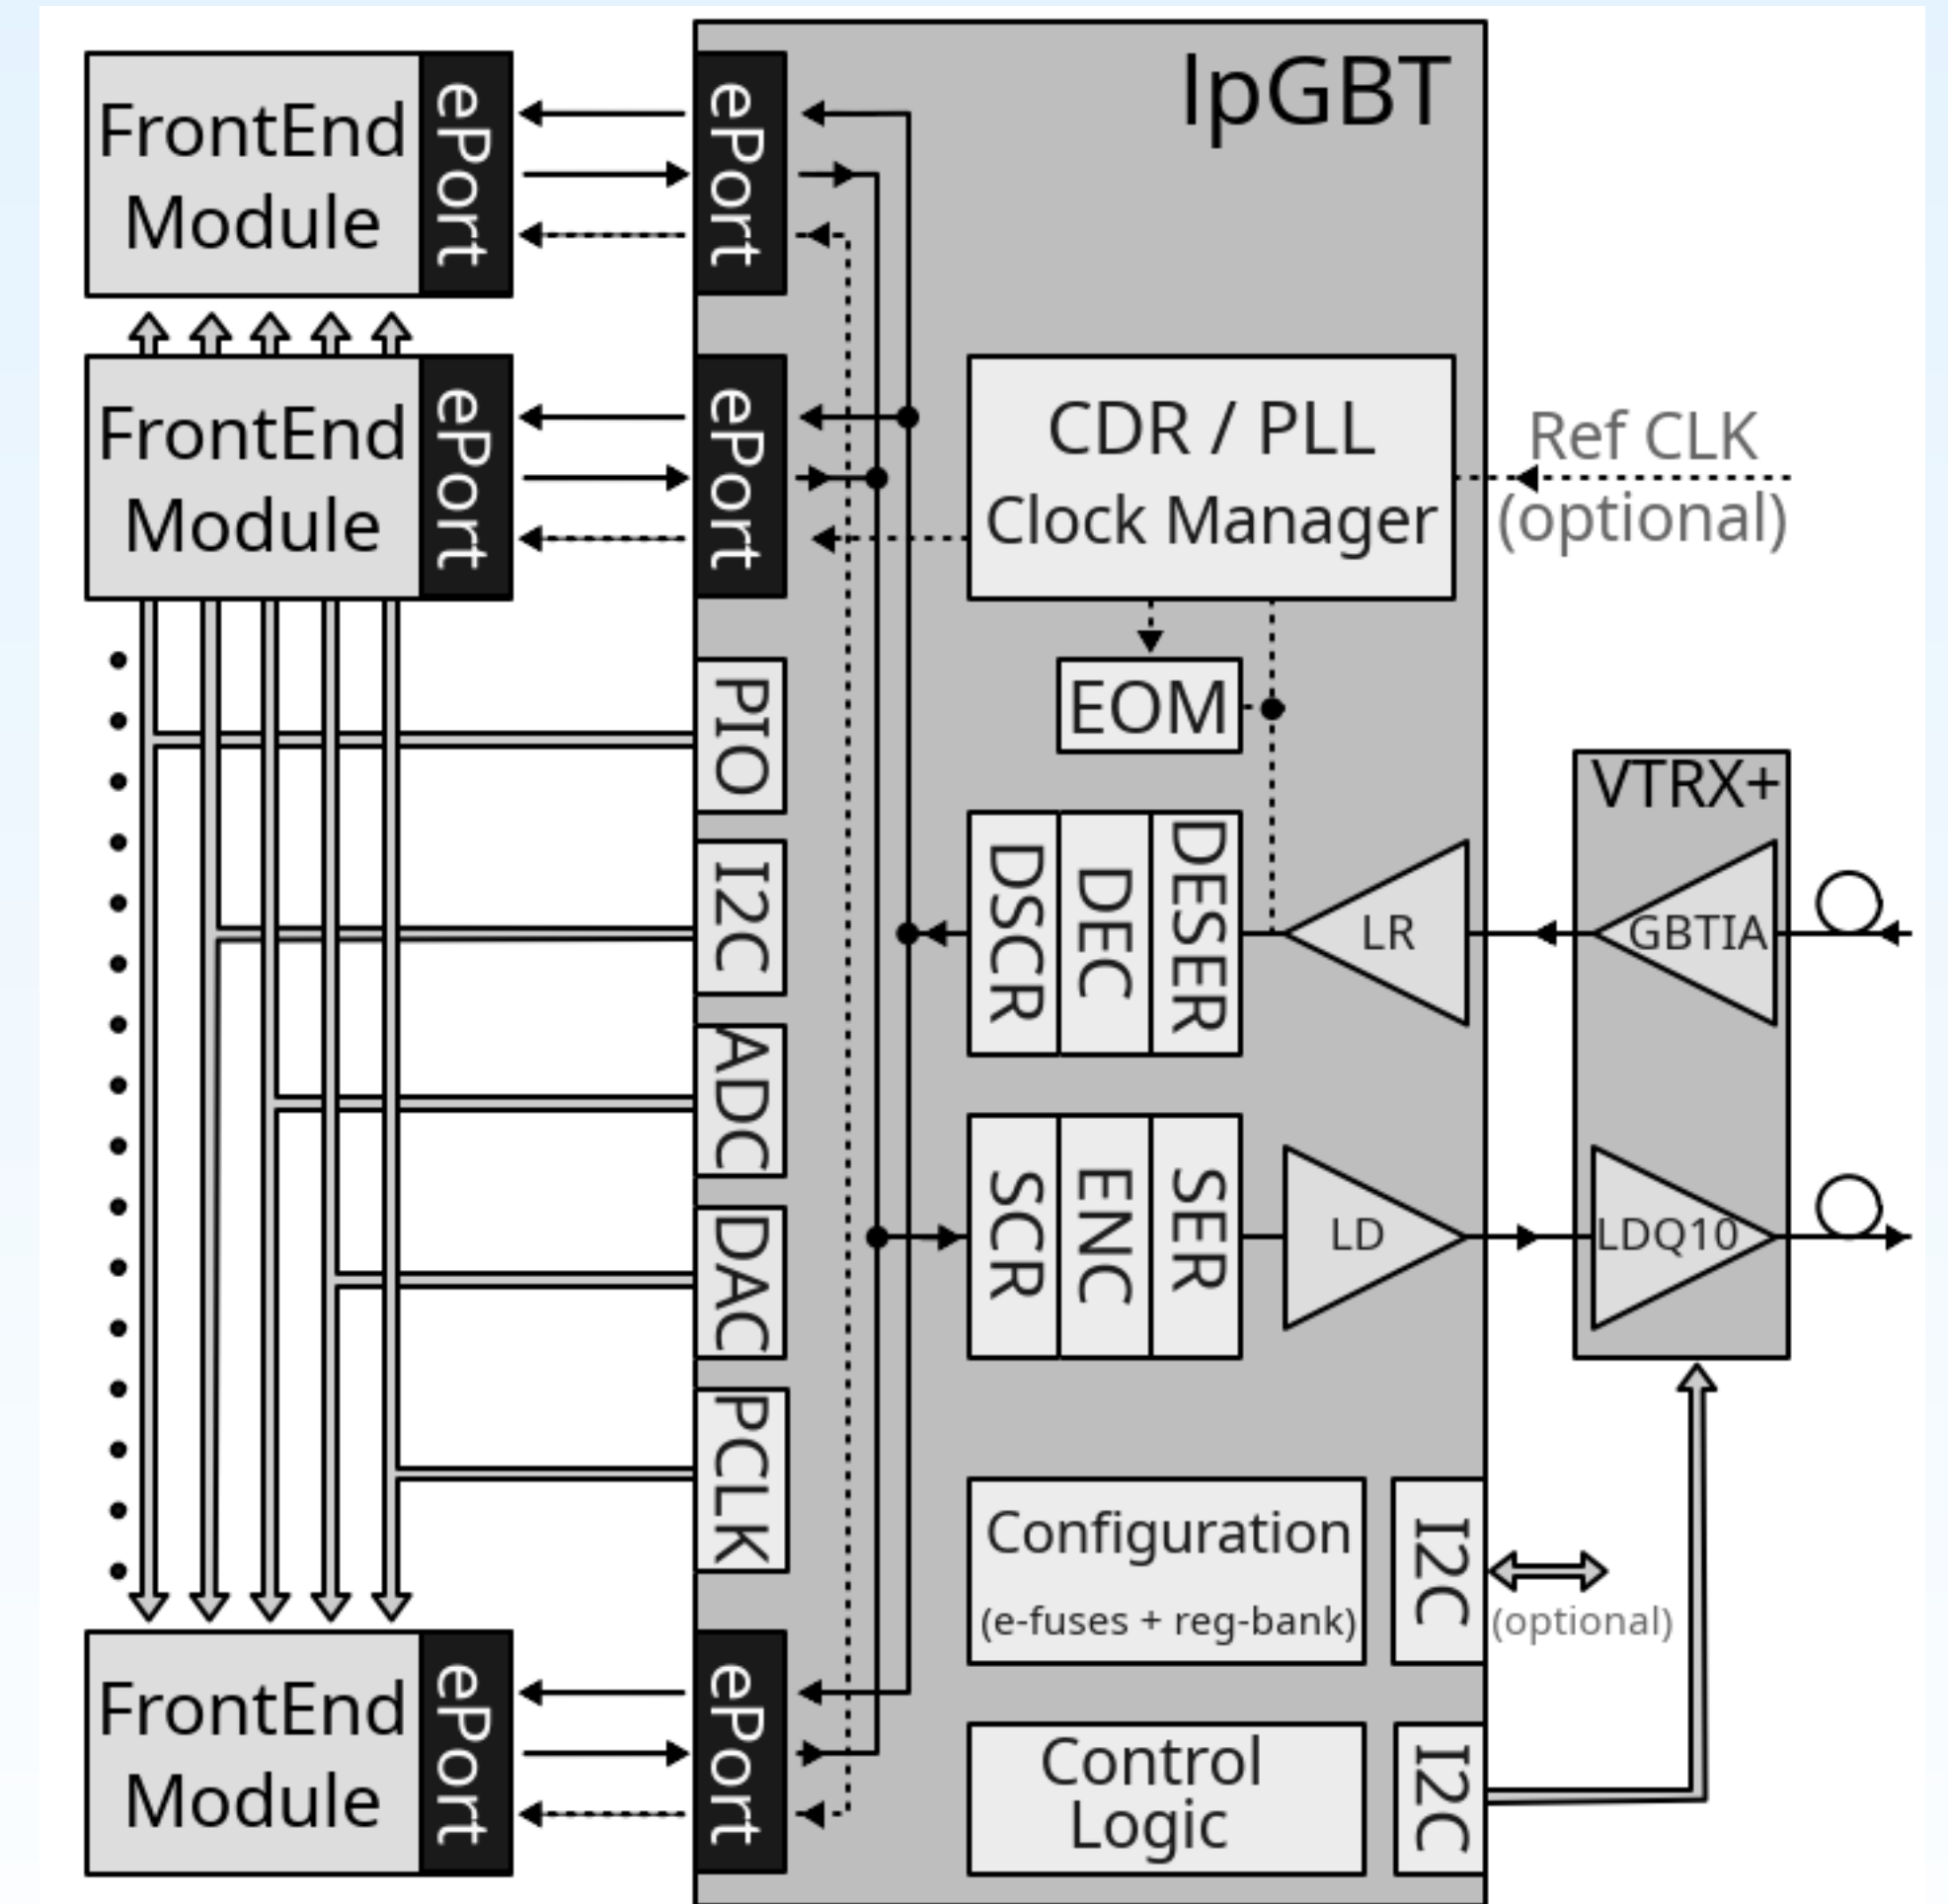 lpGBT
FrontEnd
Module
ePort
ePort
FrontEnd
Module
ePort
ePort
CDR / PLL
Clock Manager
Ref CLK
(optional)
EOM
PIO
I2C
ADC
DAC
PCLK
DSCR
DEC
DESER
LR
VTRX+
GBTIA
SCR
ENC
SER
LD
LDQ10
Configuration
(e-fuses + reg-bank)
I2C
(optional)
FrontEnd
Module
ePort
ePort
Control
Logic
I2C